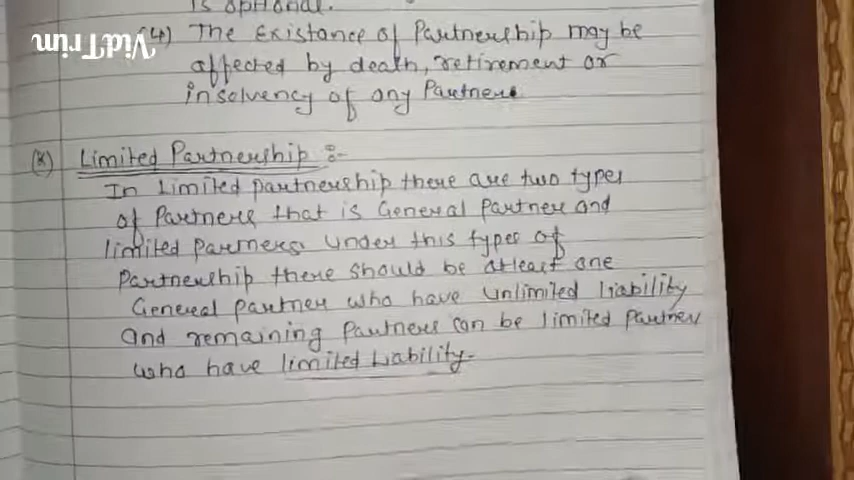 is optional.
(4) The Existance of Partnership may be
affected by death, retirement or
insolvency of any Partner.
VidTrim
(*) Limited Partnership :-
In limited partnership there are two types
of Partners that is General Partner and
limited Parmers. Under this types of
Partnership there should be atleast one
General partner who have unlimited liability
and remaining Partners can be limited Partner
who have limited Liability.